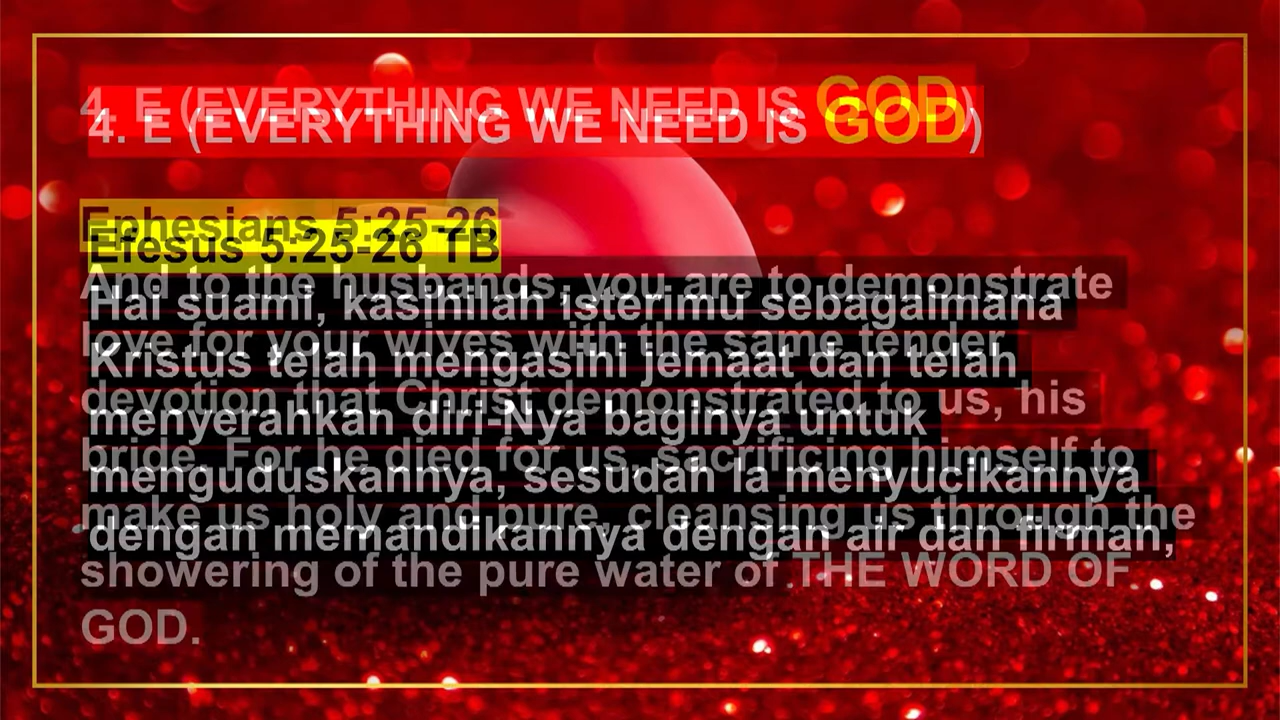 4. E (EVERYTHING WE NEED IS GOD)
4. E (EVERYTHING WE NEED IS GOD)
Ephesians 5:25-26
And to the husbands, you are to demonstrate
love for your wives with the same tender
devotion that Christ demonstrated to us, his
bride. For he died for us, sacrificing himself to
make us holy and pure, cleansing us through the
showering of the pure water of THE WORD OF
GOD.
Efesus 5:25-26 TB
Hai suami, kasihilah isterimu sebagaimana
Kristus telah mengasihi jemaat dan telah
menyerahkan diri-Nya baginya untuk
menguduskannya, sesudah Ia menyucikannya
dengan memandikannya dengan air dan firman,